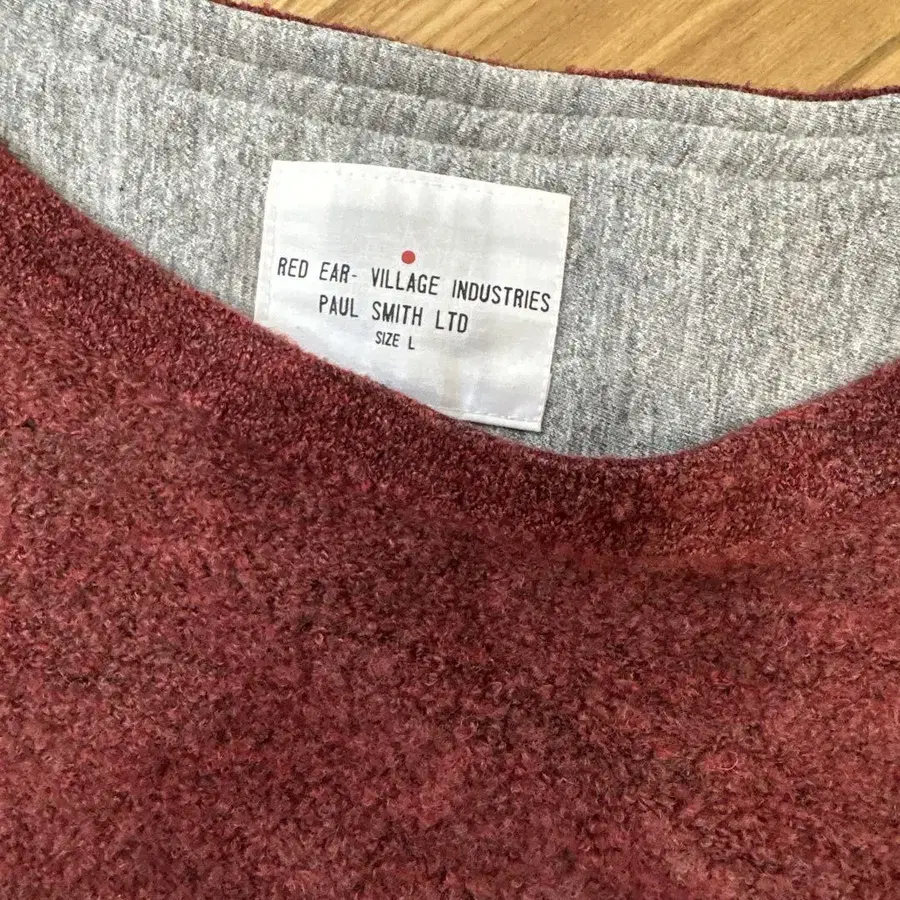 RED EAR- VILLAGE INDUSTRIES
PAUL SMITH LTD
SIZE L